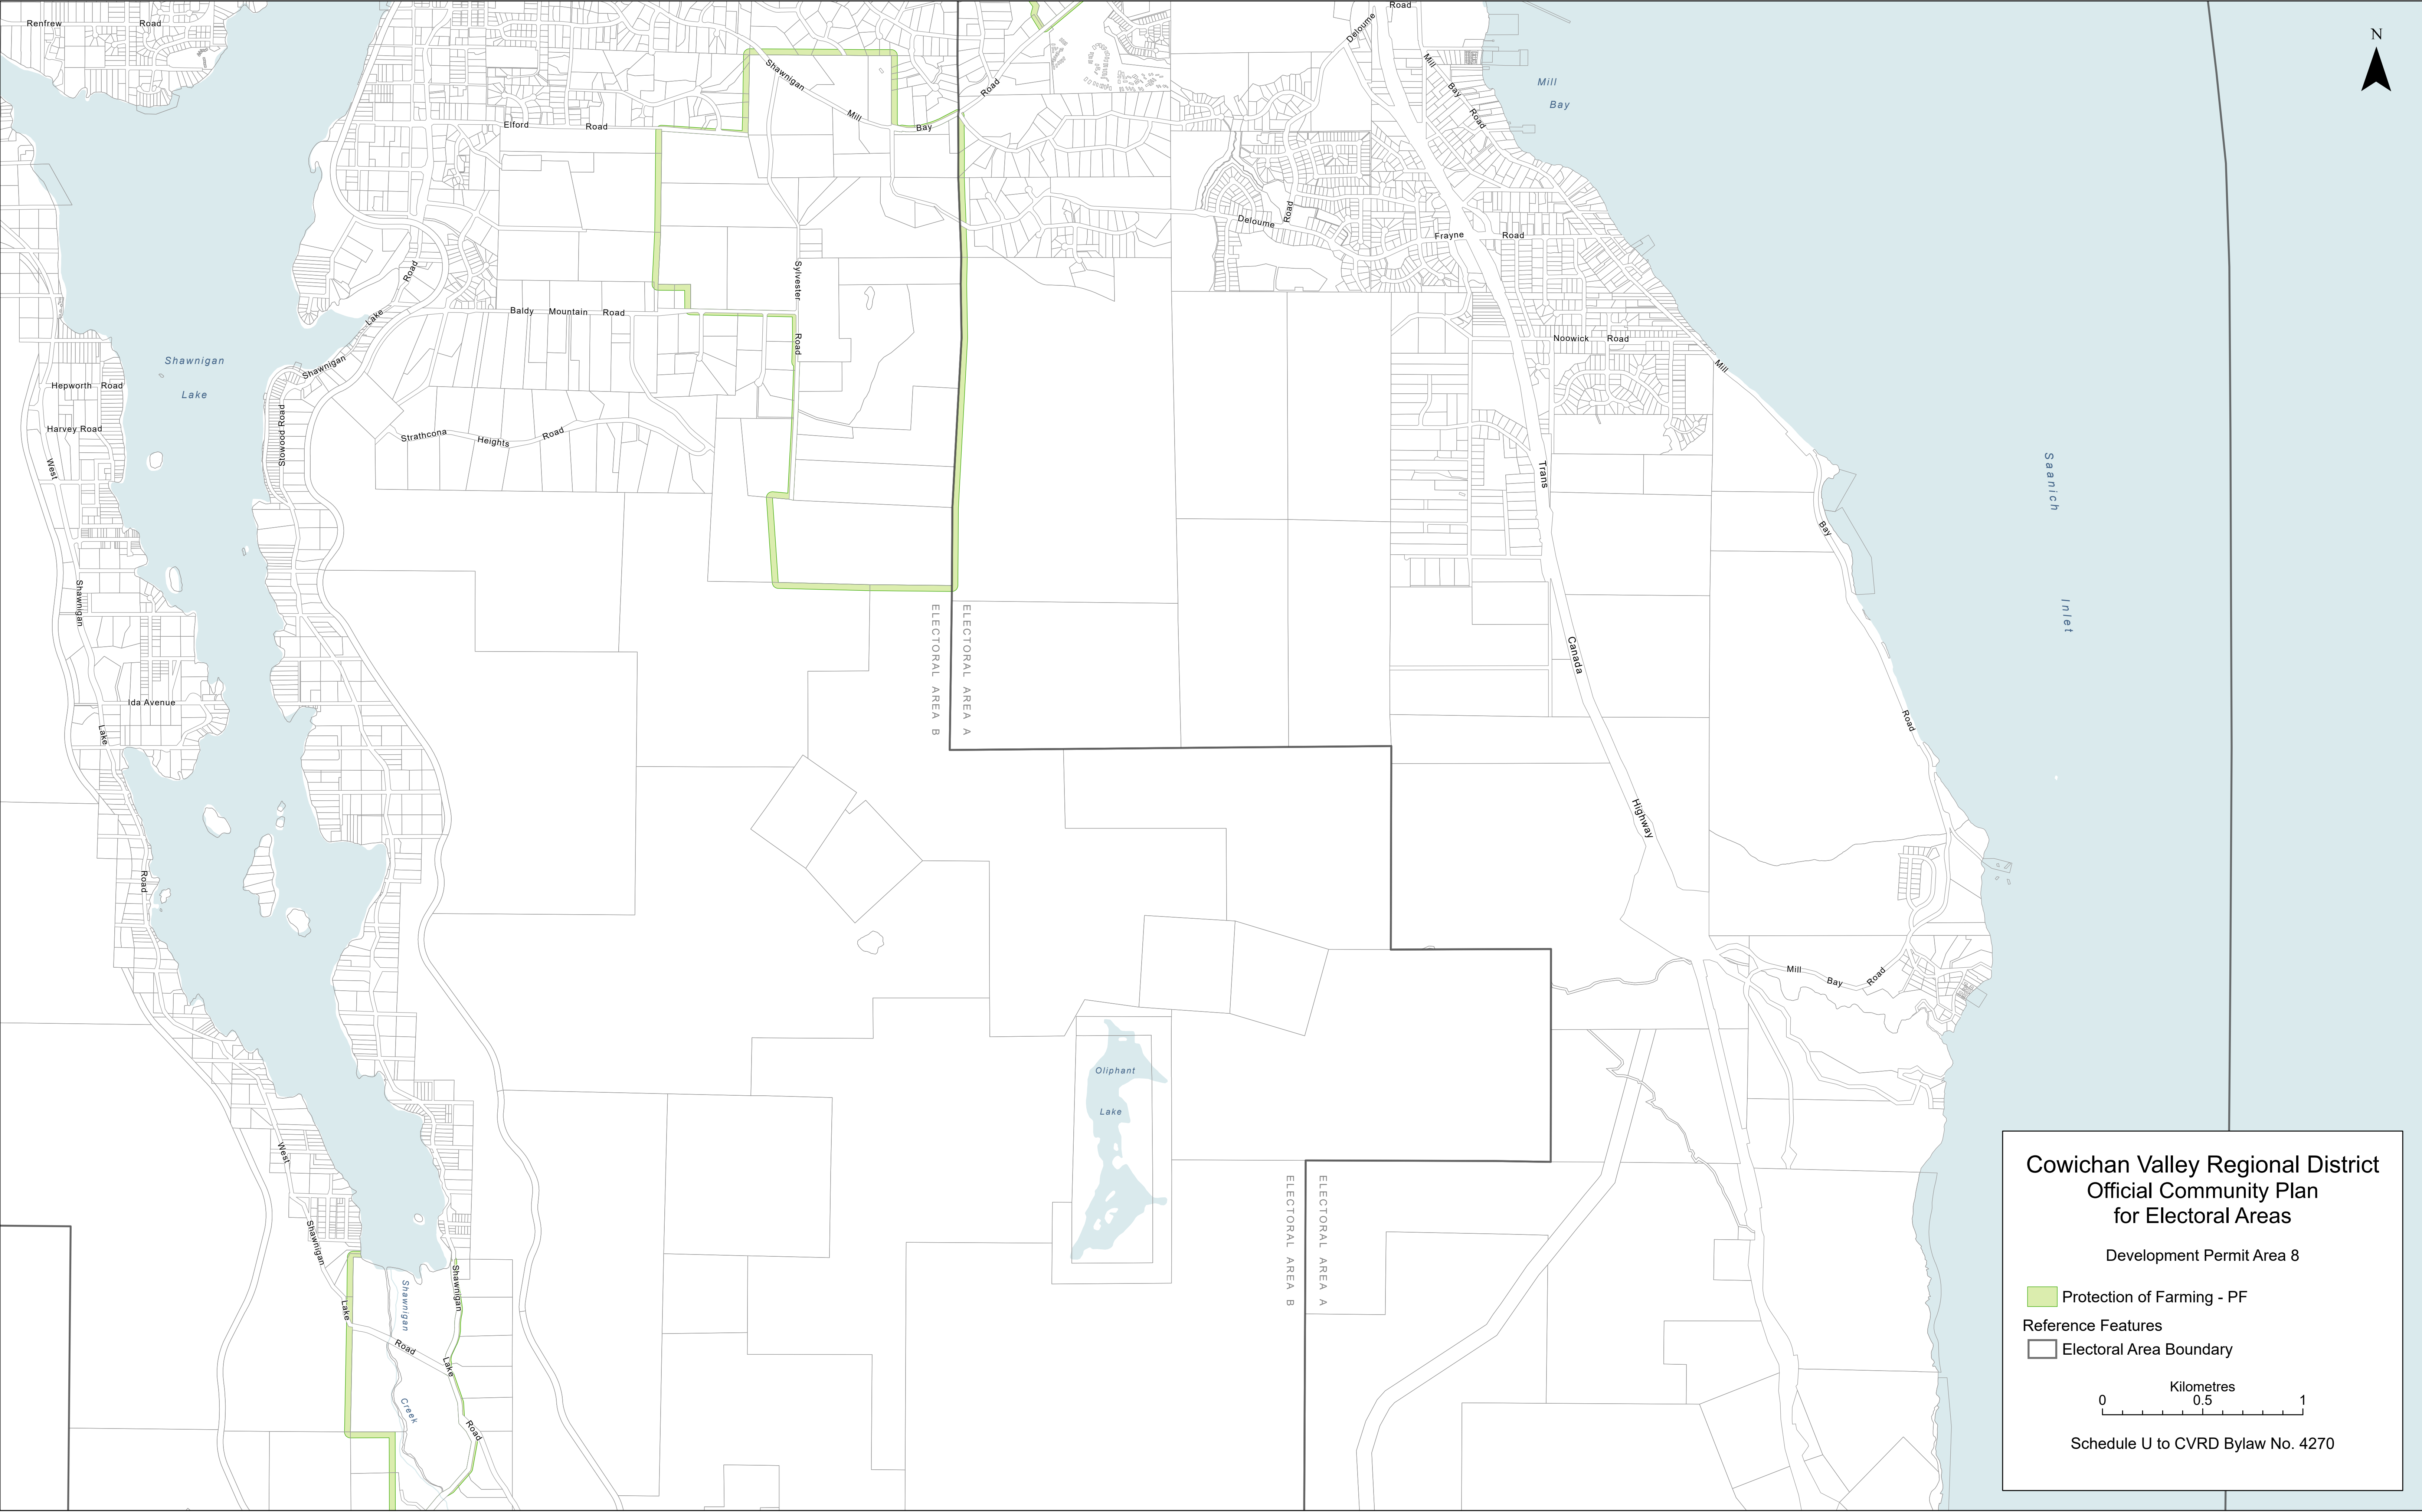 Renfrew Road
Road
Deloume
N
Mill
Bay
Shawnigan
Mill
Bay
Road
Mill
Bay
Road
Elford Road
Deloume
Road
Frayne Road
Road
Lake
Shawnigan
Baldy Mountain Road
Sylvester
Road
Noowick Road
Mill
Shawnigan
Lake
Hepworth Road
Harvey Road
Stowood Road
Strathcona
Heights
Road
West
Trans
Saanich
Bay
Inlet
Shawnigan
ELECTORAL AREA B
ELECTORAL AREA A
Canada
Ida Avenue
Lake
Road
Highway
Road
Mill
Bay
Road
Oliphant
Lake
West
Shawnigan
Lake
Road
ELECTORAL AREA B
ELECTORAL AREA A
Shawnigan
Creek
Shawnigan
Lake
Road
Cowichan Valley Regional District
Official Community Plan
for Electoral Areas
Development Permit Area 8
Protection of Farming - PF
Reference Features
Electoral Area Boundary
Kilometres
0 0.5 1
Schedule U to CVRD Bylaw No. 4270